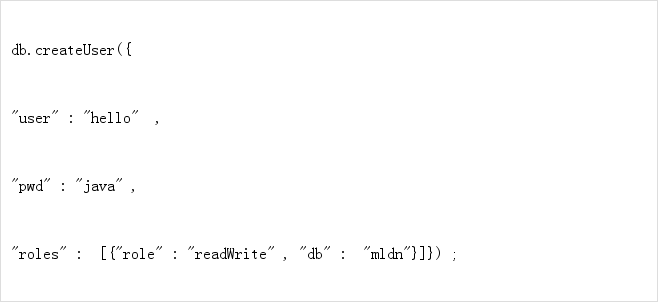 db.createUser({
"user" : "hello" ,
"pwd" : "java" ,
"roles" : [{"role" : "readWrite" , "db" : "mldn"}]}) ;